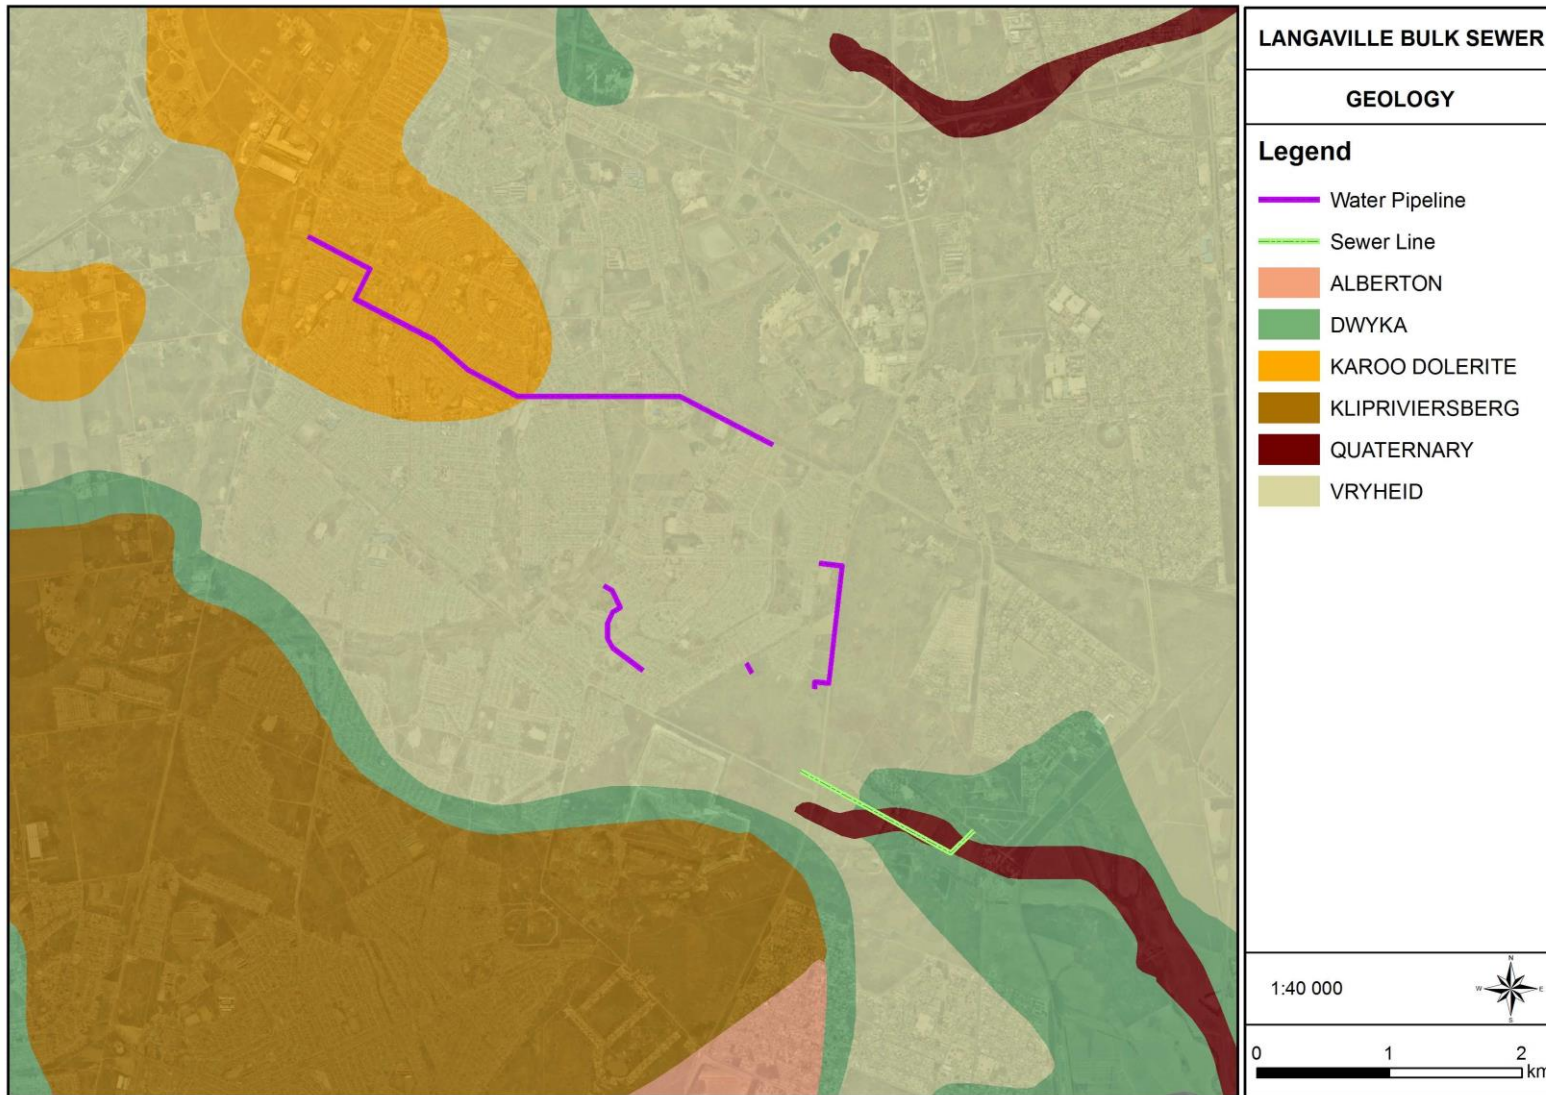 LANGAVILLE BULK SEWER
GEOLOGY
Legend
Water Pipeline
Sewer Line
ALBERTON
DWYKA
KAROO DOLERITE
KLIPRIVIERSBERG
QUATERNARY
VRYHEID
1:40 000
N
W E
S
0 1 2
km